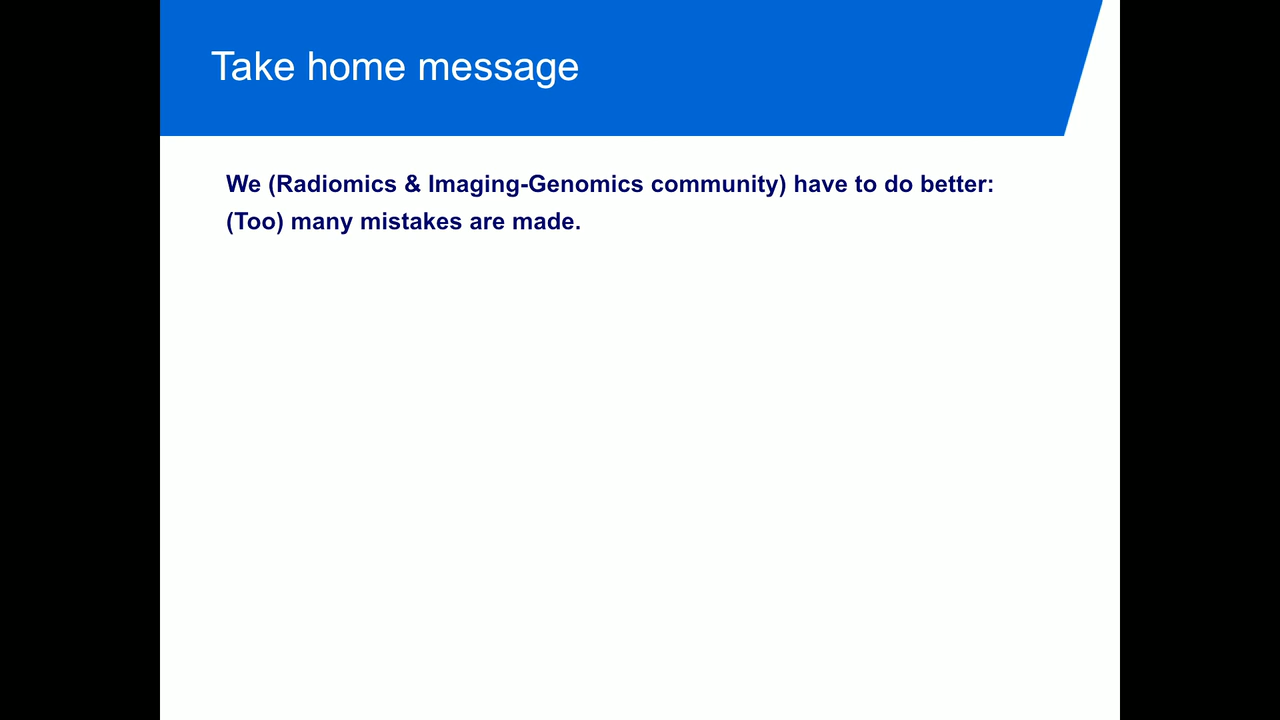 Take home message
We (Radiomics & Imaging-Genomics community) have to do better:
(Too) many mistakes are made.